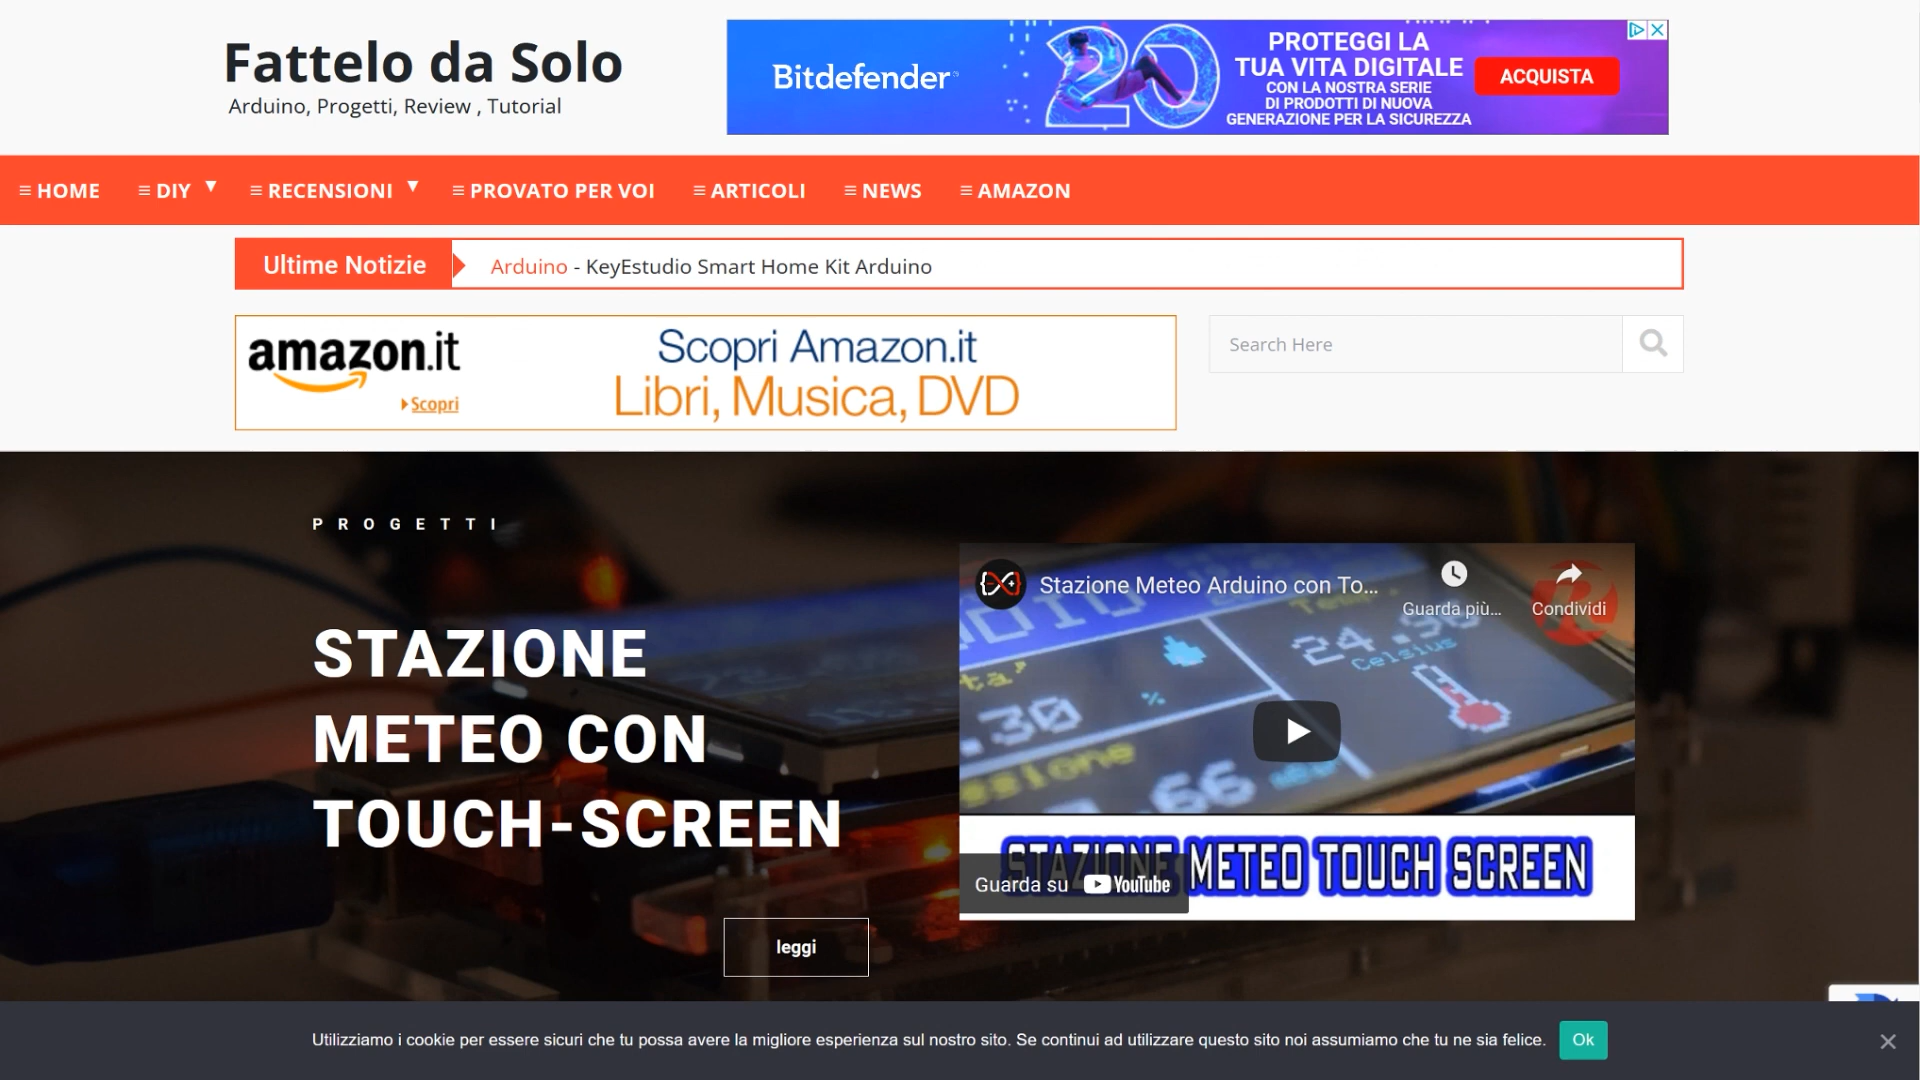 Fattelo da Solo
Arduino, Progetti, Review , Tutorial
Bitdefender
20
PROTEGGI LA
TUA VITA DIGITALE
CON LA NOSTRA SERIE
DI PRODOTTI DI NUOVA
GENERAZIONE PER LA SICUREZZA
ACQUISTA
≡ HOME
≡ DIY ▼
≡ RECENSIONI ▼
≡ PROVATO PER VOI
≡ ARTICOLI
≡ NEWS
≡ AMAZON
Ultime Notizie
Arduino - KeyEstudio Smart Home Kit Arduino
amazon.it
Scopri
Scopri Amazon.it
Libri, Musica, DVD
Search Here
PROGETTI
STAZIONE
METEO CON
TOUCH-SCREEN
leggi
Stazione Meteo Arduino con To...
Guarda più...
Condividi
24.90
Celsius
%
.30
.66
STAZIONE METEO TOUCH SCREEN
Guarda su YouTube
Utilizziamo i cookie per essere sicuri che tu possa avere la migliore esperienza sul nostro sito. Se continui ad utilizzare questo sito noi assumiamo che tu ne sia felice.
Ok